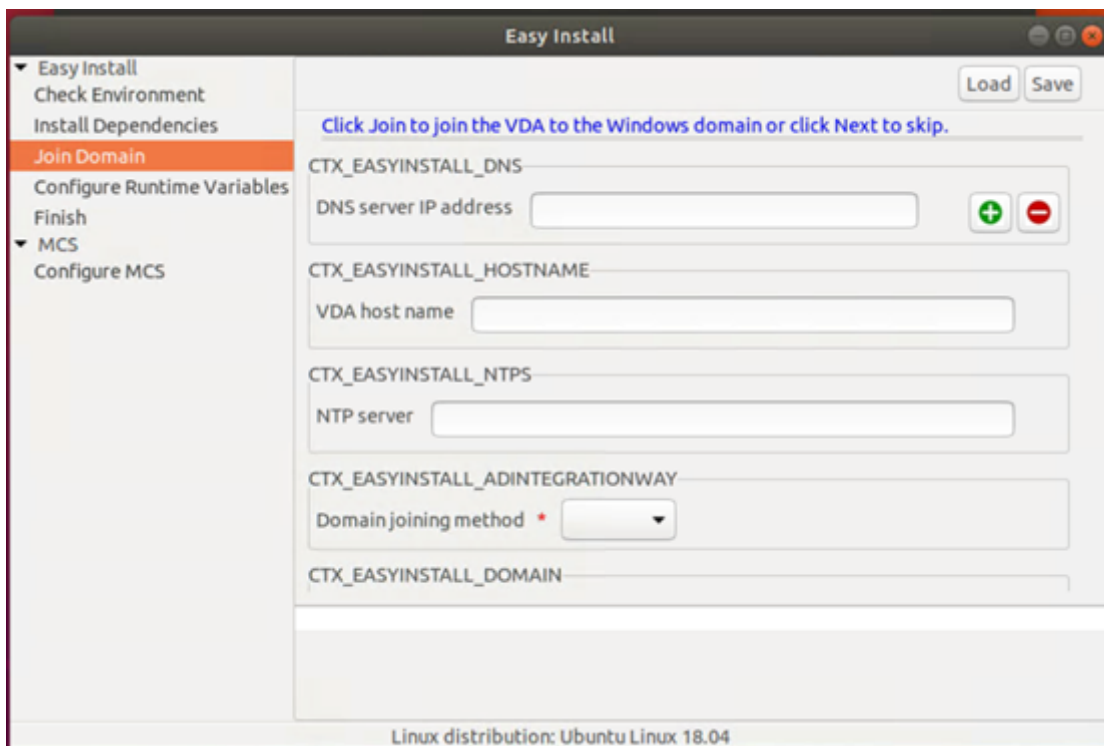 Easy Install
Easy Install
Check Environment
Install Dependencies
Join Domain
Configure Runtime Variables
Finish
MCS
Configure MCS
Load Save
Click Join to join the VDA to the Windows domain or click Next to skip.
CTX_EASYINSTALL_DNS
DNS server IP address
CTX_EASYINSTALL_HOSTNAME
VDA host name
CTX_EASYINSTALL_NTPS
NTP server
CTX_EASYINSTALL_ADINTEGRATIONWAY
Domain joining method *
CTX_EASYINSTALL_DOMAIN
Linux distribution: Ubuntu Linux 18.04